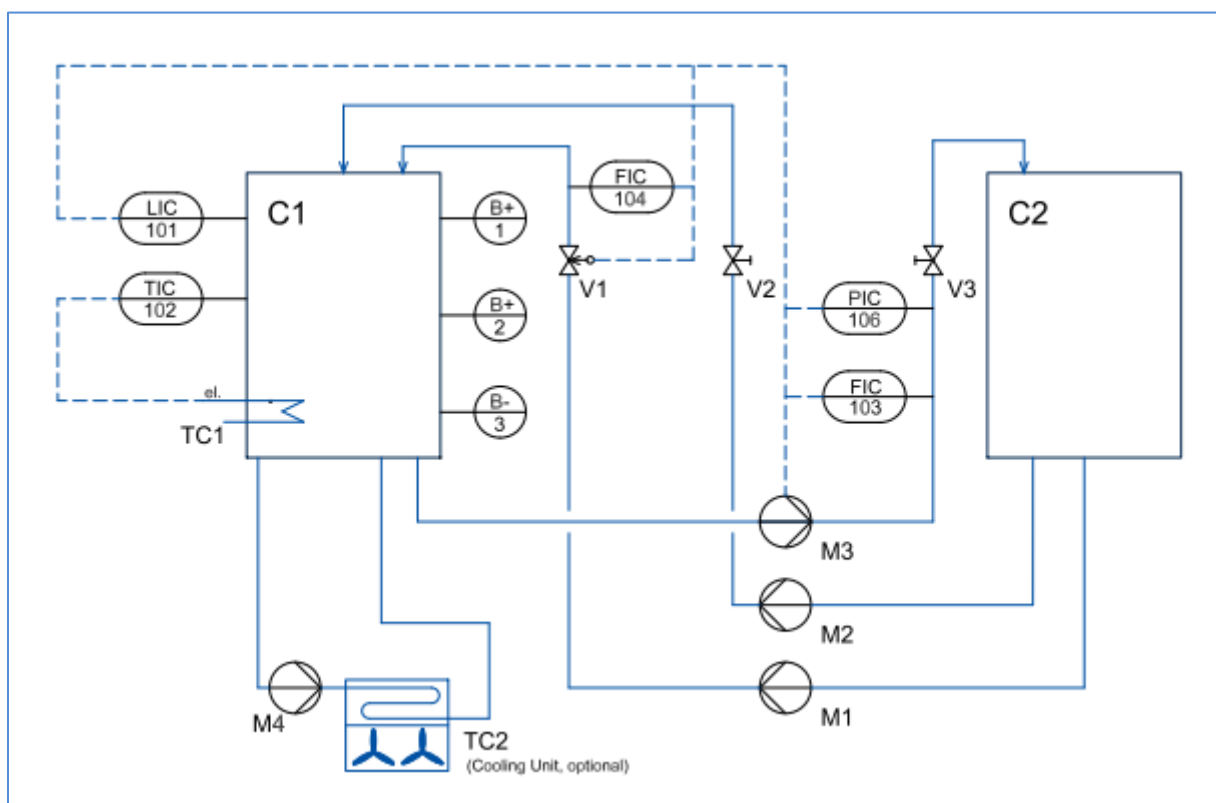 FIC
104
LIC
101
C1
B+
1
C2
TIC
102
V1
V2
V3
B+
2
PIC
106
el.
B-
3
FIC
103
TC1
M3
M2
M4
M1
TC2
(Cooling Unit, optional)